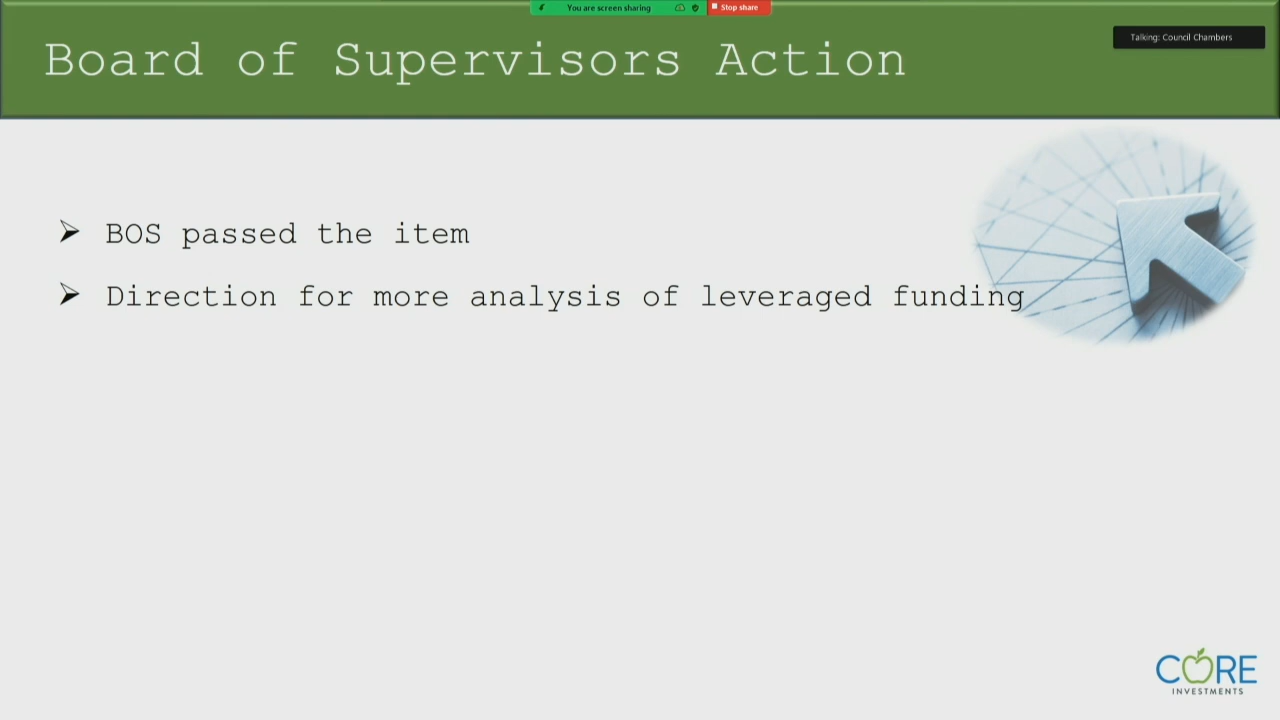 You are screen sharing
Stop share
Talking: Council Chambers
Board of Supervisors Action
➢ BOS passed the item
➢ Direction for more analysis of leveraged funding
CORE
INVESTMENTS